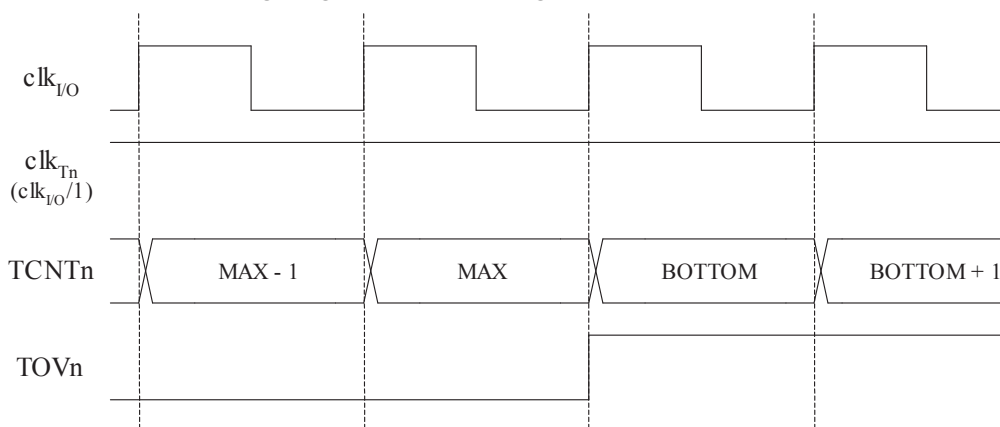 clkI/O
clkTn
(clkI/O/1)
TCNTn
MAX - 1
MAX
BOTTOM
BOTTOM + 1
TOVn